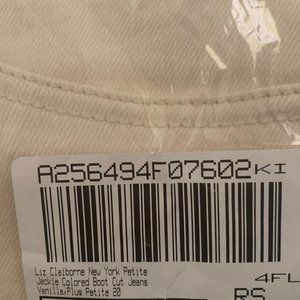 A256494F07602KI
Liz Claiborne New York Petite
Jackie Colored Boot Cut Jeans
Vanilla,Plus Petite 20
4FL
RS